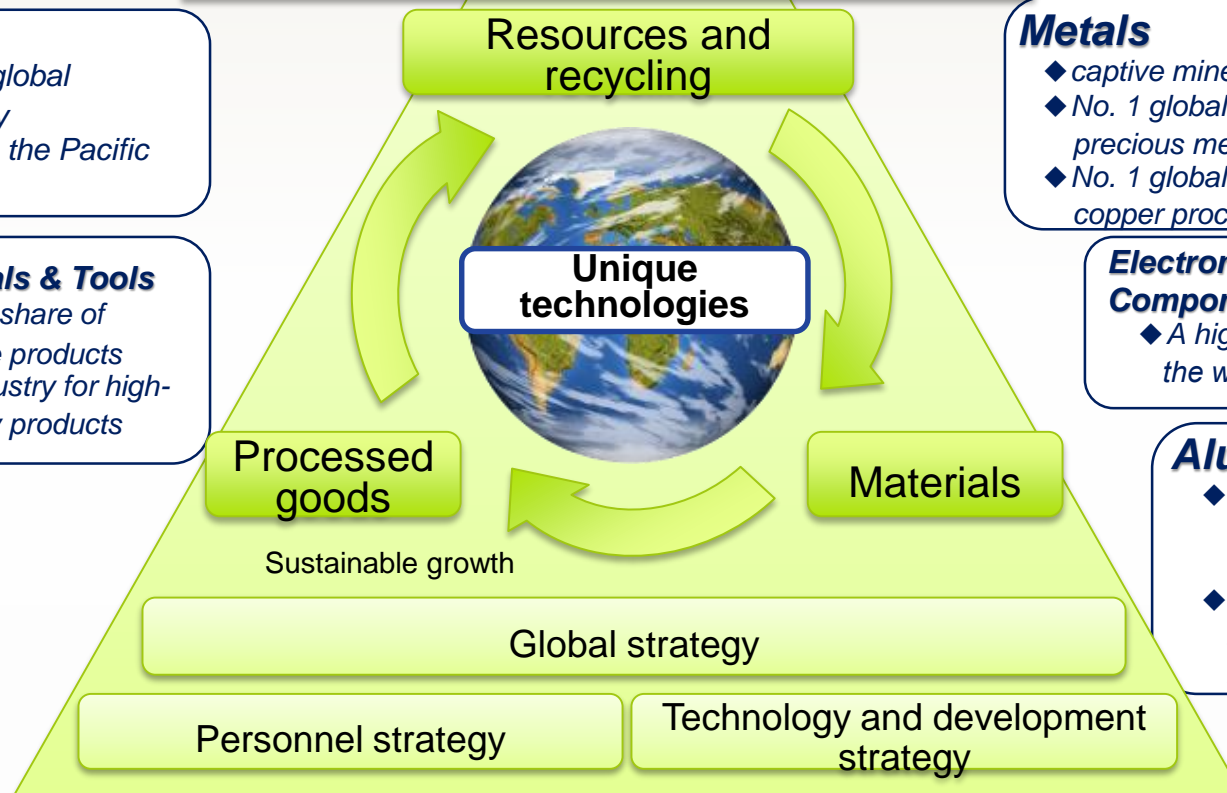 Resources and
recycling
global
the Pacific
Metals
◆ captive mine
◆ No. 1 global
precious me
◆ No. 1 global
copper proc
Unique
technologies
ls & Tools
share of
products
ustry for high-
products
Electron
Compo
◆ A hig
the w
Processed
goods
Materials
Alu
◆
◆
Sustainable growth
Global strategy
Personnel strategy
Technology and development
strategy